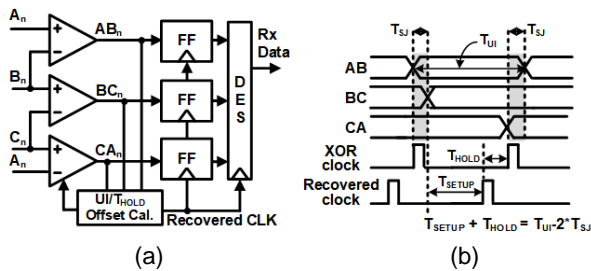 An
ABn
Bn
BCn
Cn
CAn
An
FF
FF
FF
D
E
S
Rx
Data
UI/THOLD
Offset Cal.
Recovered CLK
(a)
TSJ
TUI
TSJ
AB
BC
CA
XOR
clock
THOLD
Recovered
clock
TSETUP
TSETUP + THOLD = TUI-2*TSJ
(b)